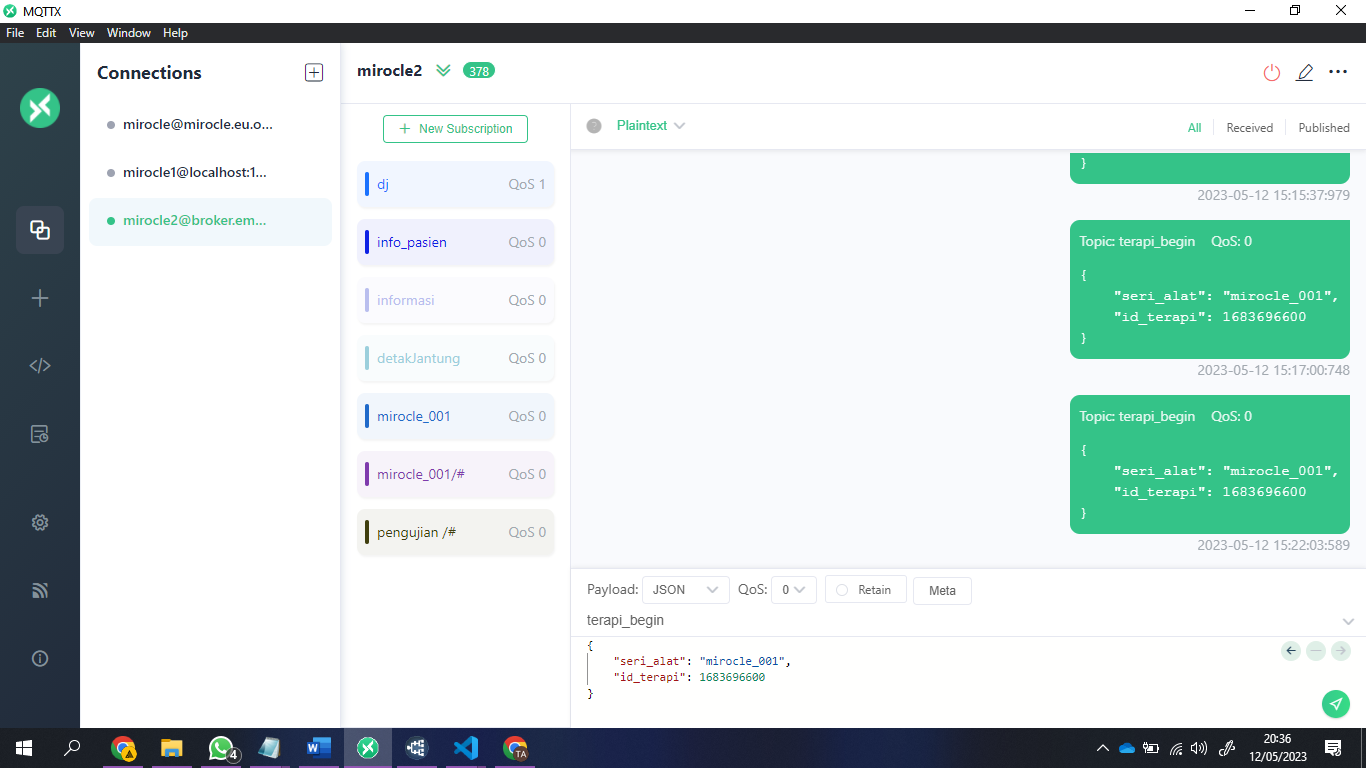 MQTTX
File Edit View Window Help
Connections
mirocle@mirocle.eu.o...
mirocle1@localhost:1...
mirocle2@broker.em...
mirocle2 378
New Subscription
dj QoS 1
info_pasien QoS 0
informasi QoS 0
detakJantung QoS 0
mirocle_001 QoS 0
mirocle_001/# QoS 0
pengujian /# QoS 0
Plaintext All Received Published
}
2023-05-12 15:15:37:979
Topic: terapi_begin QoS: 0
{
"seri_alat": "mirocle_001",
"id_terapi": 1683696600
}
2023-05-12 15:17:00:748
Topic: terapi_begin QoS: 0
{
"seri_alat": "mirocle_001",
"id_terapi": 1683696600
}
2023-05-12 15:22:03:589
Payload: JSON QoS: 0 Retain Meta
terapi_begin
{
"seri_alat": "mirocle_001",
"id_terapi": 1683696600
}
4
TA
20:36
12/05/2023